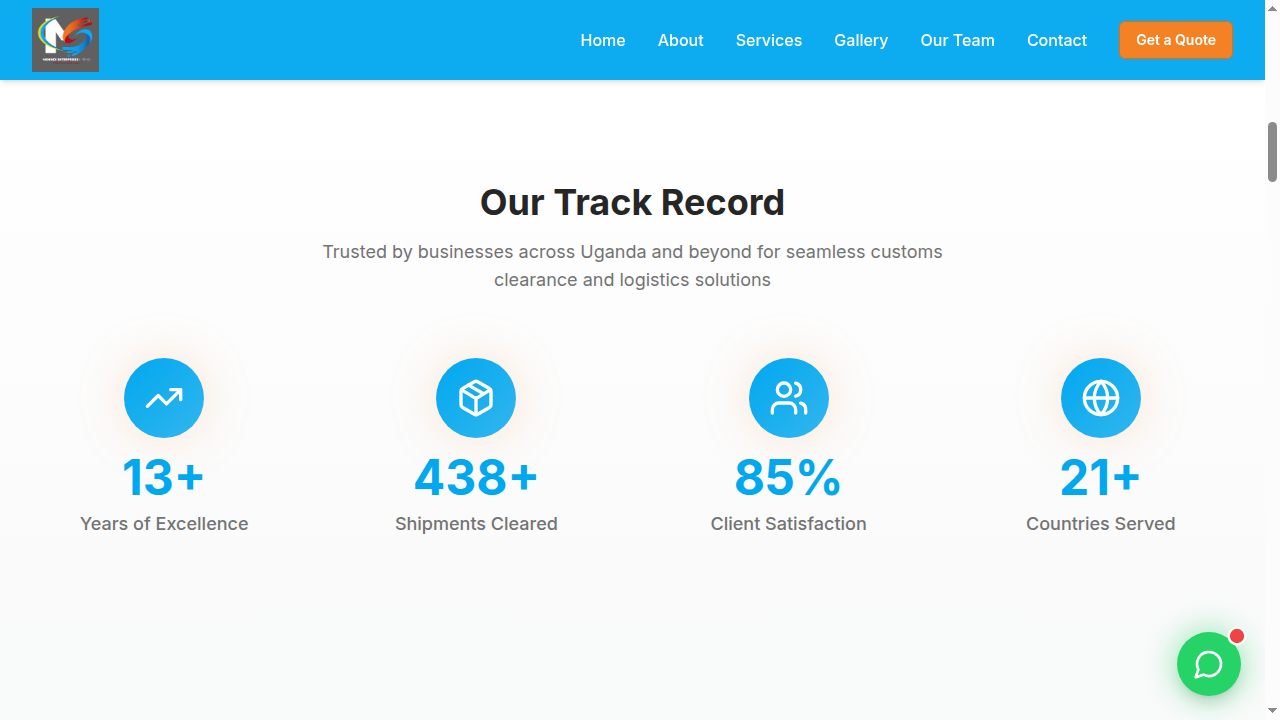 Home About Services Gallery Our Team Contact Get a Quote
Our Track Record
Trusted by businesses across Uganda and beyond for seamless customs
clearance and logistics solutions
13+ 438+ 85% 21+
Years of Excellence Shipments Cleared Client Satisfaction Countries Served